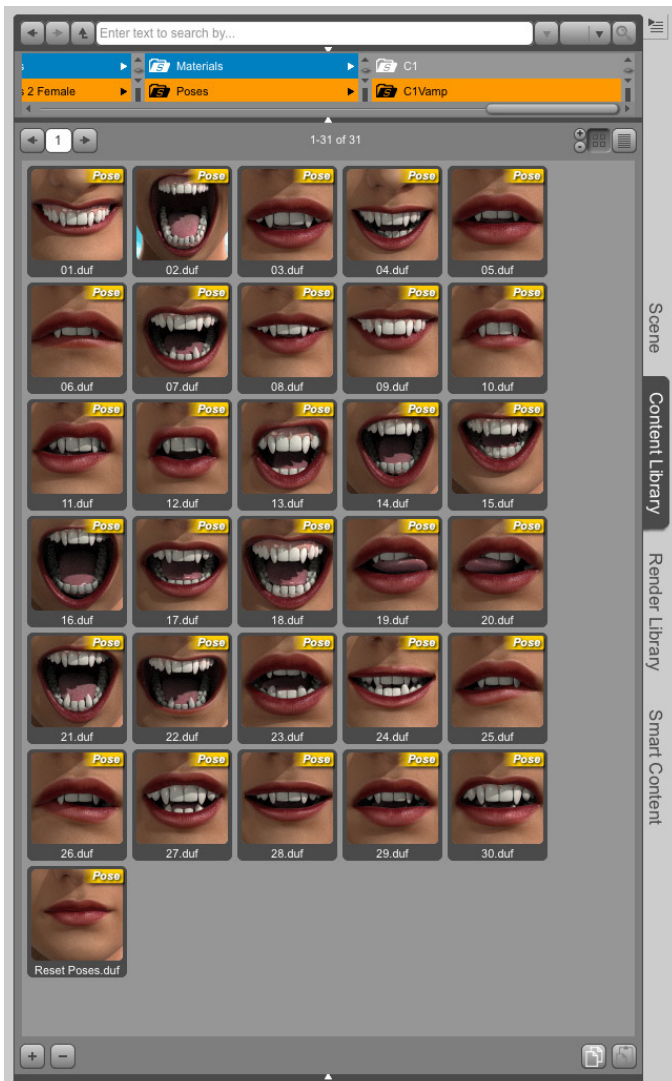 Enter text to search by...
s Materials C1
s 2 Female Poses C1Vamp
1 1-31 of 31
Pose Pose Pose Pose Pose
01.duf 02.duf 03.duf 04.duf 05.duf
Pose Pose Pose Pose Pose
06.duf 07.duf 08.duf 09.duf 10.duf
Pose Pose Pose Pose Pose
11.duf 12.duf 13.duf 14.duf 15.duf
Pose Pose Pose Pose Pose
16.duf 17.duf 18.duf 19.duf 20.duf
Pose Pose Pose Pose Pose
21.duf 22.duf 23.duf 24.duf 25.duf
Pose Pose Pose Pose Pose
26.duf 27.duf 28.duf 29.duf 30.duf
Pose
Reset Poses.duf
Scene
Content Library
Render Library
Smart Content